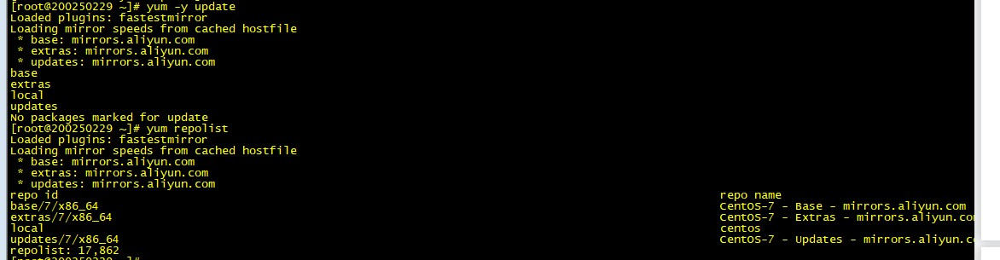 [root@200250229 ~]# yum -y update
Loaded plugins: fastestmirror
Loading mirror speeds from cached hostfile
 * base: mirrors.aliyun.com
 * extras: mirrors.aliyun.com
 * updates: mirrors.aliyun.com
base
extras
local
updates
No packages marked for update
[root@200250229 ~]# yum repolist
Loaded plugins: fastestmirror
Loading mirror speeds from cached hostfile
 * base: mirrors.aliyun.com
 * extras: mirrors.aliyun.com
 * updates: mirrors.aliyun.com
repo id repo name
base/7/x86_64 CentOS-7 - Base - mirrors.aliyun.com
extras/7/x86_64 CentOS-7 - Extras - mirrors.aliyun.co
local centos
updates/7/x86_64 CentOS-7 - Updates - mirrors.aliyun.c
repolist: 17,862
[root@200250229 ~]#